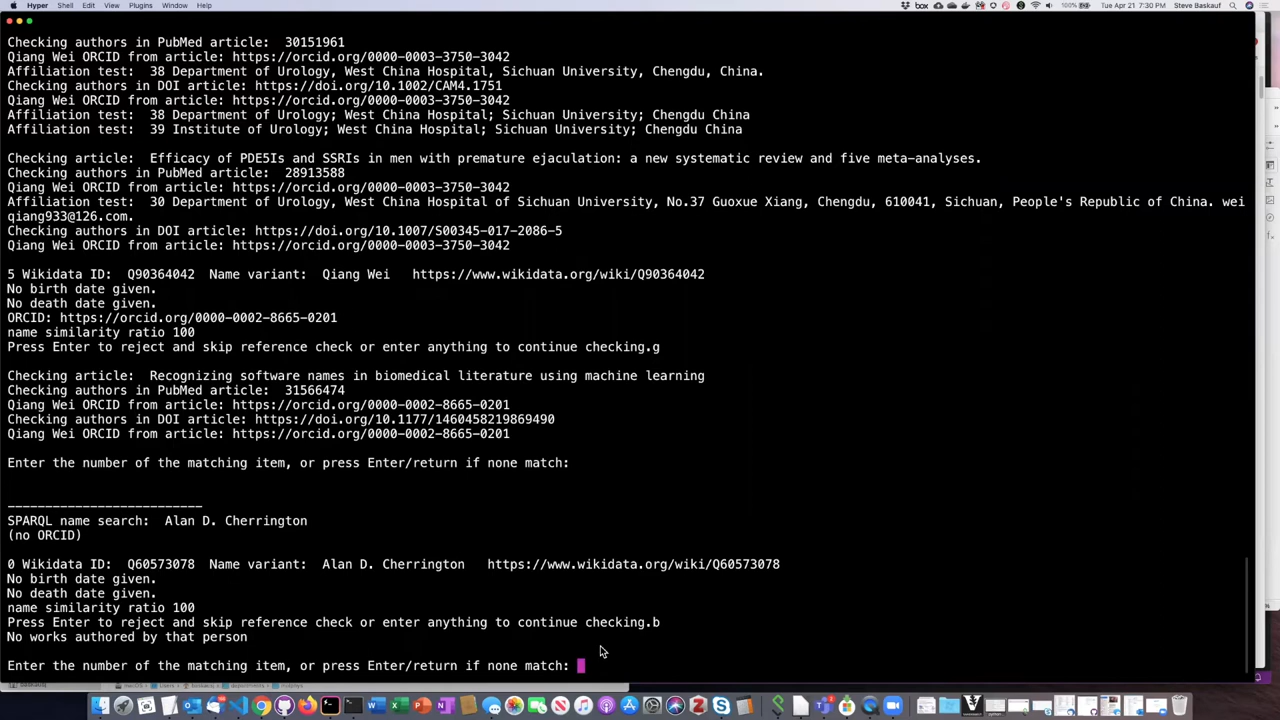 Hyper Shell Edit View Plugins Window Help box 100% Tue Apr 21 7:30 PM Steve Baskauf
Checking authors in PubMed article:  30151961
Qiang Wei ORCID from article: https://orcid.org/0000-0003-3750-3042
Affiliation test:  38 Department of Urology, West China Hospital, Sichuan University, Chengdu, China.
Checking authors in DOI article: https://doi.org/10.1002/CAM4.1751
Qiang Wei ORCID from article: https://orcid.org/0000-0003-3750-3042
Affiliation test:  38 Department of Urology; West China Hospital; Sichuan University; Chengdu China
Affiliation test:  39 Institute of Urology; West China Hospital; Sichuan University; Chengdu China
Checking article:  Efficacy of PDE5Is and SSRIs in men with premature ejaculation: a new systematic review and five meta-analyses.
Checking authors in PubMed article:  28913588
Qiang Wei ORCID from article: https://orcid.org/0000-0003-3750-3042
Affiliation test:  30 Department of Urology, West China Hospital of Sichuan University, No.37 Guoxue Xiang, Chengdu, 610041, Sichuan, People's Republic of China. wei
qiang933@126.com.
Checking authors in DOI article: https://doi.org/10.1007/S00345-017-2086-5
Qiang Wei ORCID from article: https://orcid.org/0000-0003-3750-3042
5 Wikidata ID:  Q90364042  Name variant:  Qiang Wei   https://www.wikidata.org/wiki/Q90364042
No birth date given.
No death date given.
ORCID: https://orcid.org/0000-0002-8665-0201
name similarity ratio 100
Press Enter to reject and skip reference check or enter anything to continue checking.g
Checking article:  Recognizing software names in biomedical literature using machine learning
Checking authors in PubMed article:  31566474
Qiang Wei ORCID from article: https://orcid.org/0000-0002-8665-0201
Checking authors in DOI article: https://doi.org/10.1177/1460458219869490
Qiang Wei ORCID from article: https://orcid.org/0000-0002-8665-0201
Enter the number of the matching item, or press Enter/return if none match:
--------------------------
SPARQL name search:  Alan D. Cherrington
(no ORCID)
0 Wikidata ID:  Q60573078  Name variant:  Alan D. Cherrington   https://www.wikidata.org/wiki/Q60573078
No birth date given.
No death date given.
name similarity ratio 100
Press Enter to reject and skip reference check or enter anything to continue checking.b
No works authored by that person
Enter the number of the matching item, or press Enter/return if none match: